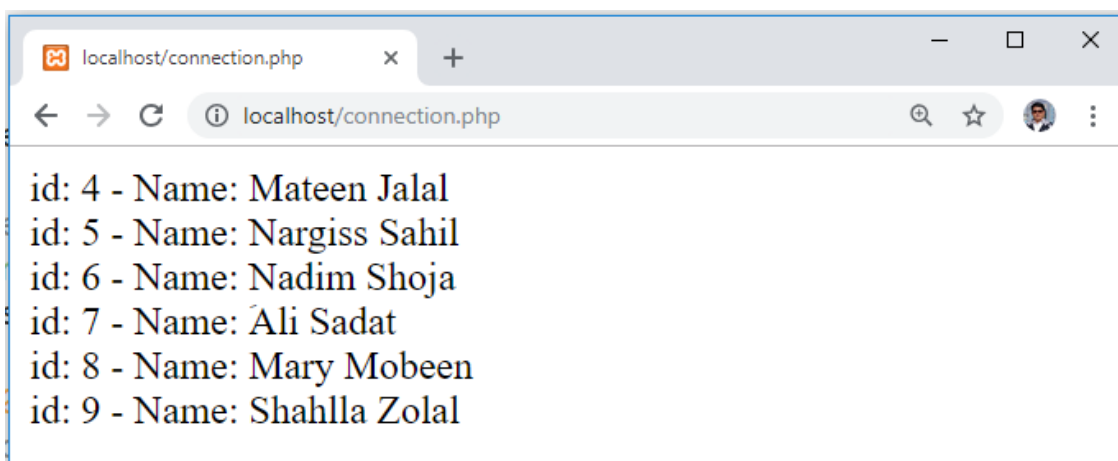 localhost/connection.php
localhost/connection.php
id: 4 - Name: Mateen Jalal
id: 5 - Name: Nargiss Sahil
id: 6 - Name: Nadim Shoja
id: 7 - Name: َAli Sadat
id: 8 - Name: Mary Mobeen
id: 9 - Name: Shahlla Zolal